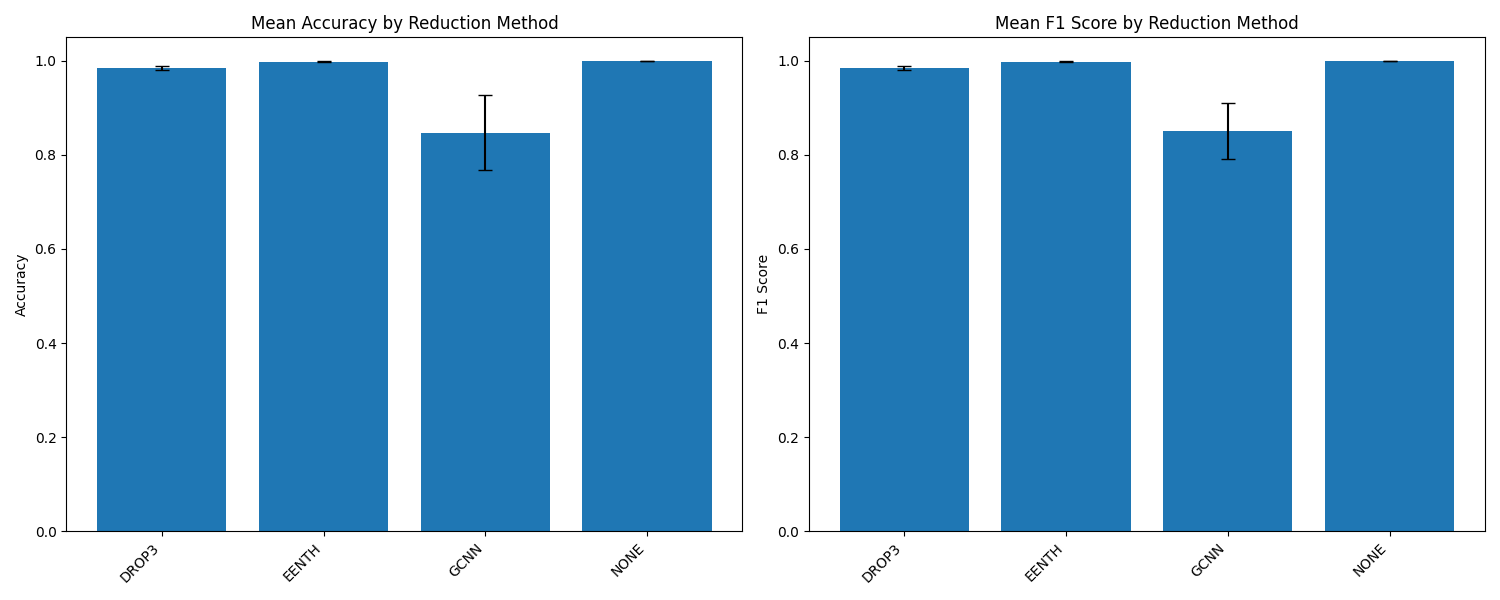 Mean Accuracy by Reduction Method
1.0
0.8
0.6
0.4
0.2
0.0
Accuracy
DROP3
EENTH
GCNN
NONE
Mean F1 Score by Reduction Method
1.0
0.8
0.6
0.4
0.2
0.0
F1 Score
DROP3
EENTH
GCNN
NONE